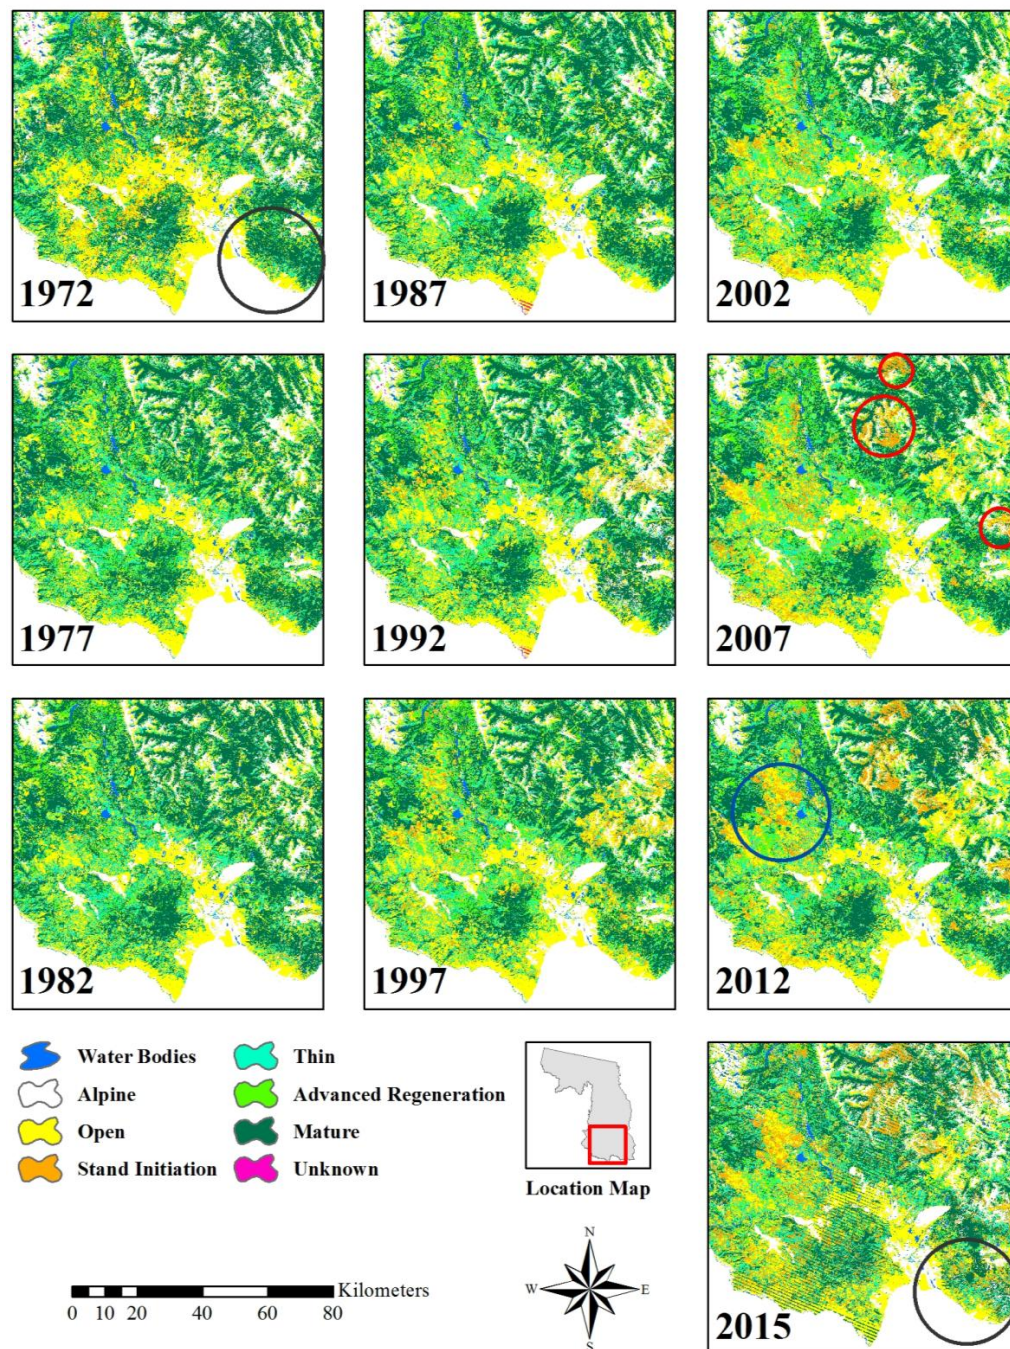 1972
1987
2002
1977
1992
2007
1982
1997
2012
Water Bodies
Thin
Alpine
Advanced Regeneration
Open
Mature
Stand Initiation
Unknown
Location Map
N
W
E
S
Kilometers
0 10 20 40 60 80
2015